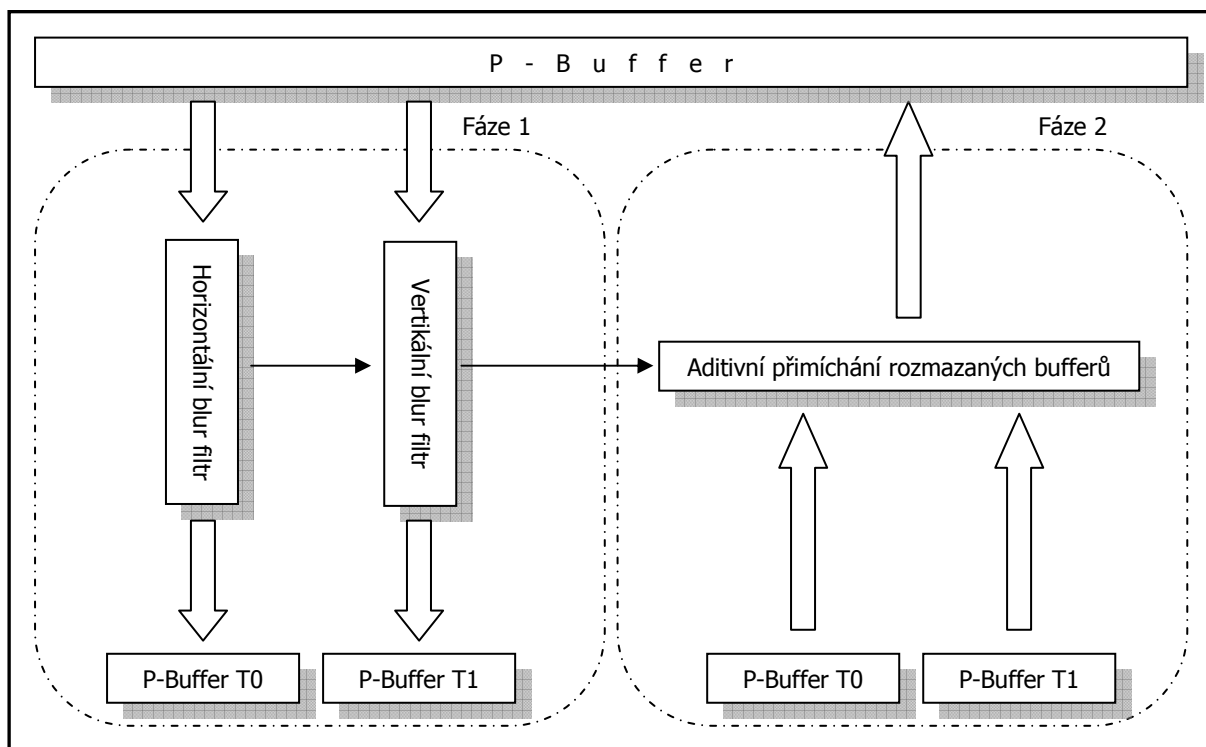 P - Buffer
Fáze 1
Fáze 2
Horizontální blur filtr
Vertikální blur filtr
Aditivní přimíchání rozmazaných bufferů
P-Buffer T0
P-Buffer T1
P-Buffer T0
P-Buffer T1